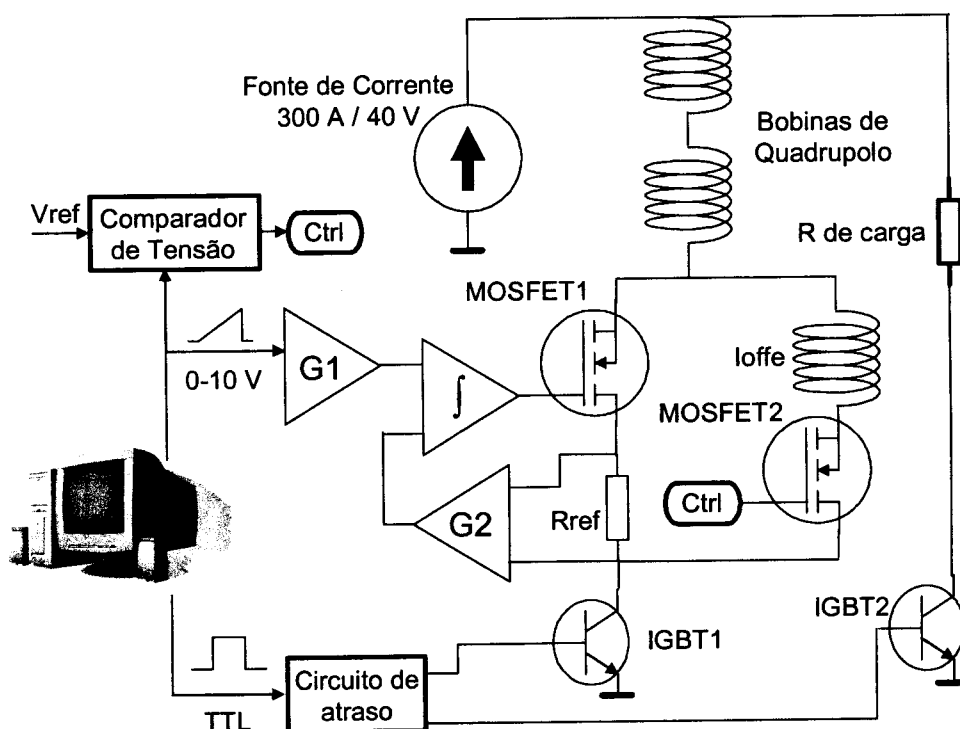 Fonte de Corrente
300 A / 40 V
Bobinas de
Quadrupolo
Vref
Comparador
de Tensão
Ctrl
R de carga
MOSFET1
G1
∫
0-10 V
Ioffe
MOSFET2
Ctrl
G2
Rref
IGBT1
IGBT2
TTL
Circuito de
atraso